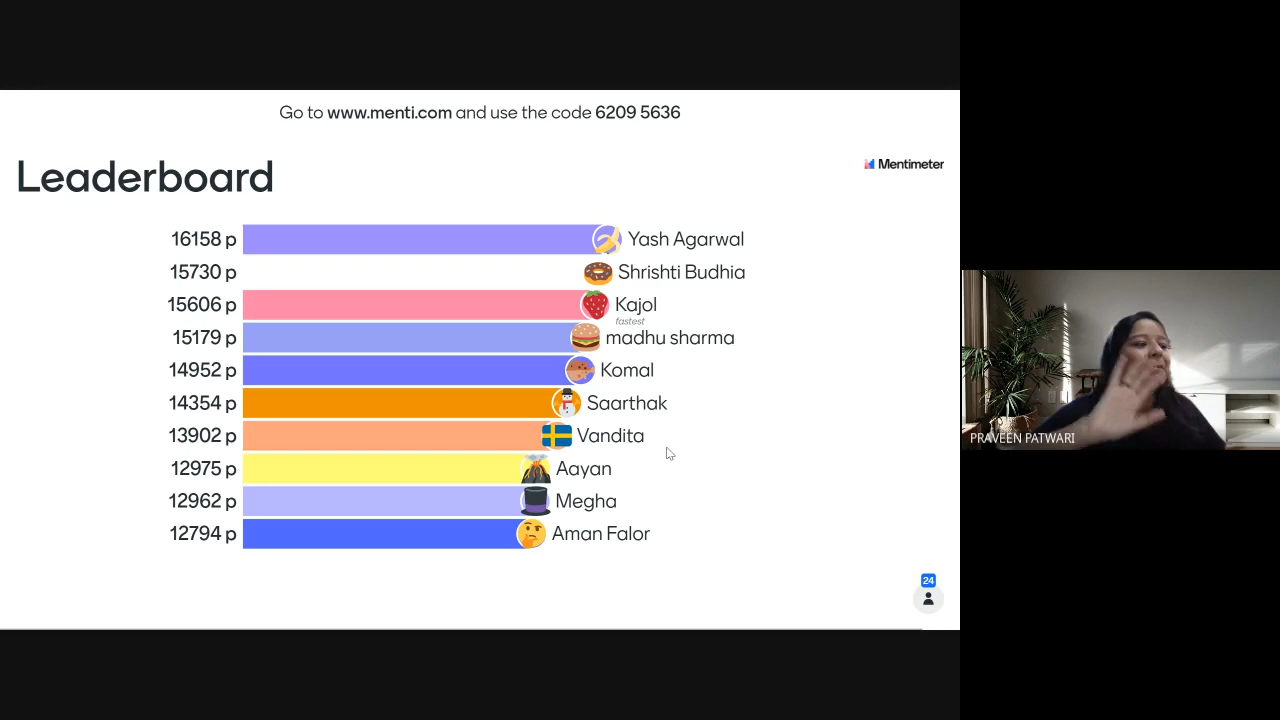 Go to www.menti.com and use the code 6209 5636
Leaderboard
Mentimeter
16158 p Yash Agarwal
15730 p Shrishti Budhia
15606 p Kajol
fastest
15179 p madhu sharma
14952 p Komal
14354 p Saarthak
13902 p Vandita
12975 p Aayan
12962 p Megha
12794 p Aman Falor
24
PRAVEEN PATWARI